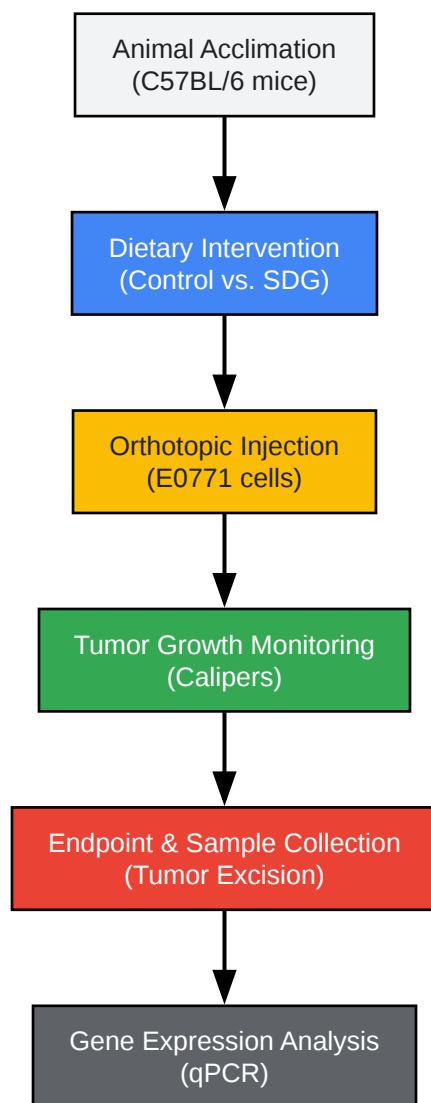 Animal Acclimation
(C57BL/6 mice)
Dietary Intervention
(Control vs. SDG)
Orthotopic Injection
(E0771 cells)
Tumor Growth Monitoring
(Calipers)
Endpoint & Sample Collection
(Tumor Excision)
Gene Expression Analysis
(qPCR)